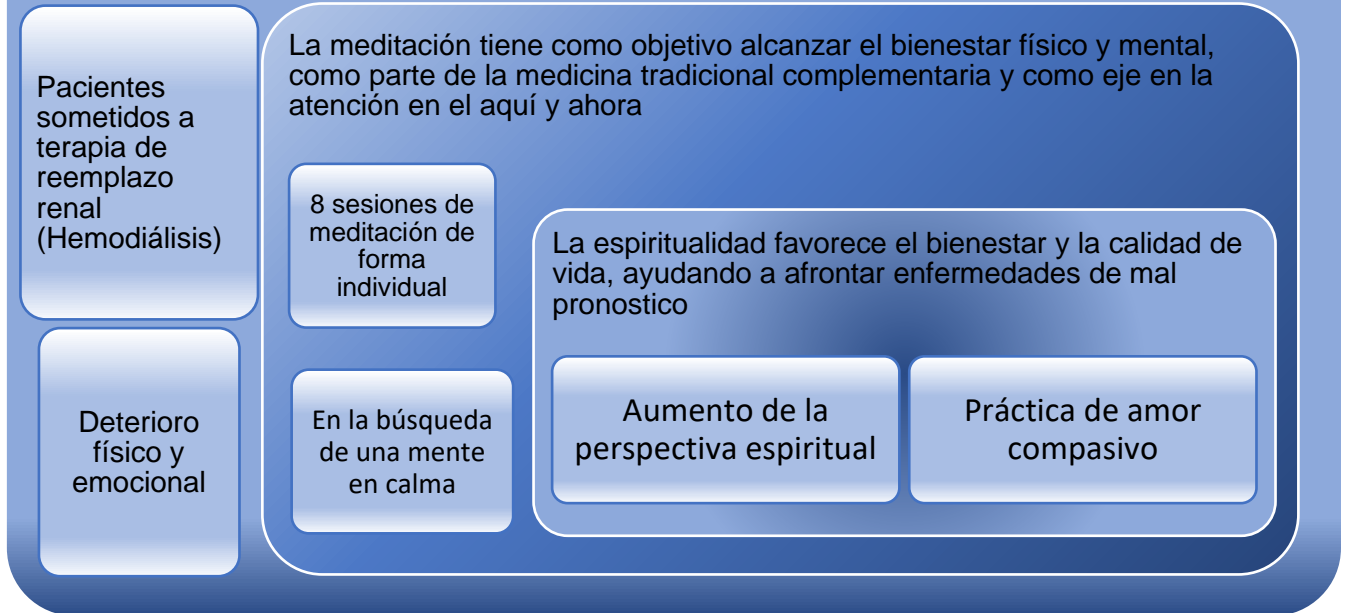 Pacientes
sometidos a
terapia de
reemplazo
renal
(Hemodiálisis)
Deterioro
físico y
emocional
La meditación tiene como objetivo alcanzar el bienestar físico y mental,
como parte de la medicina tradicional complementaria y como eje en la
atención en el aquí y ahora
8 sesiones de
meditación de
forma
individual
En la búsqueda
de una mente
en calma
La espiritualidad favorece el bienestar y la calidad de
vida, ayudando a afrontar enfermedades de mal
pronostico
Aumento de la
perspectiva espiritual
Práctica de amor
compasivo